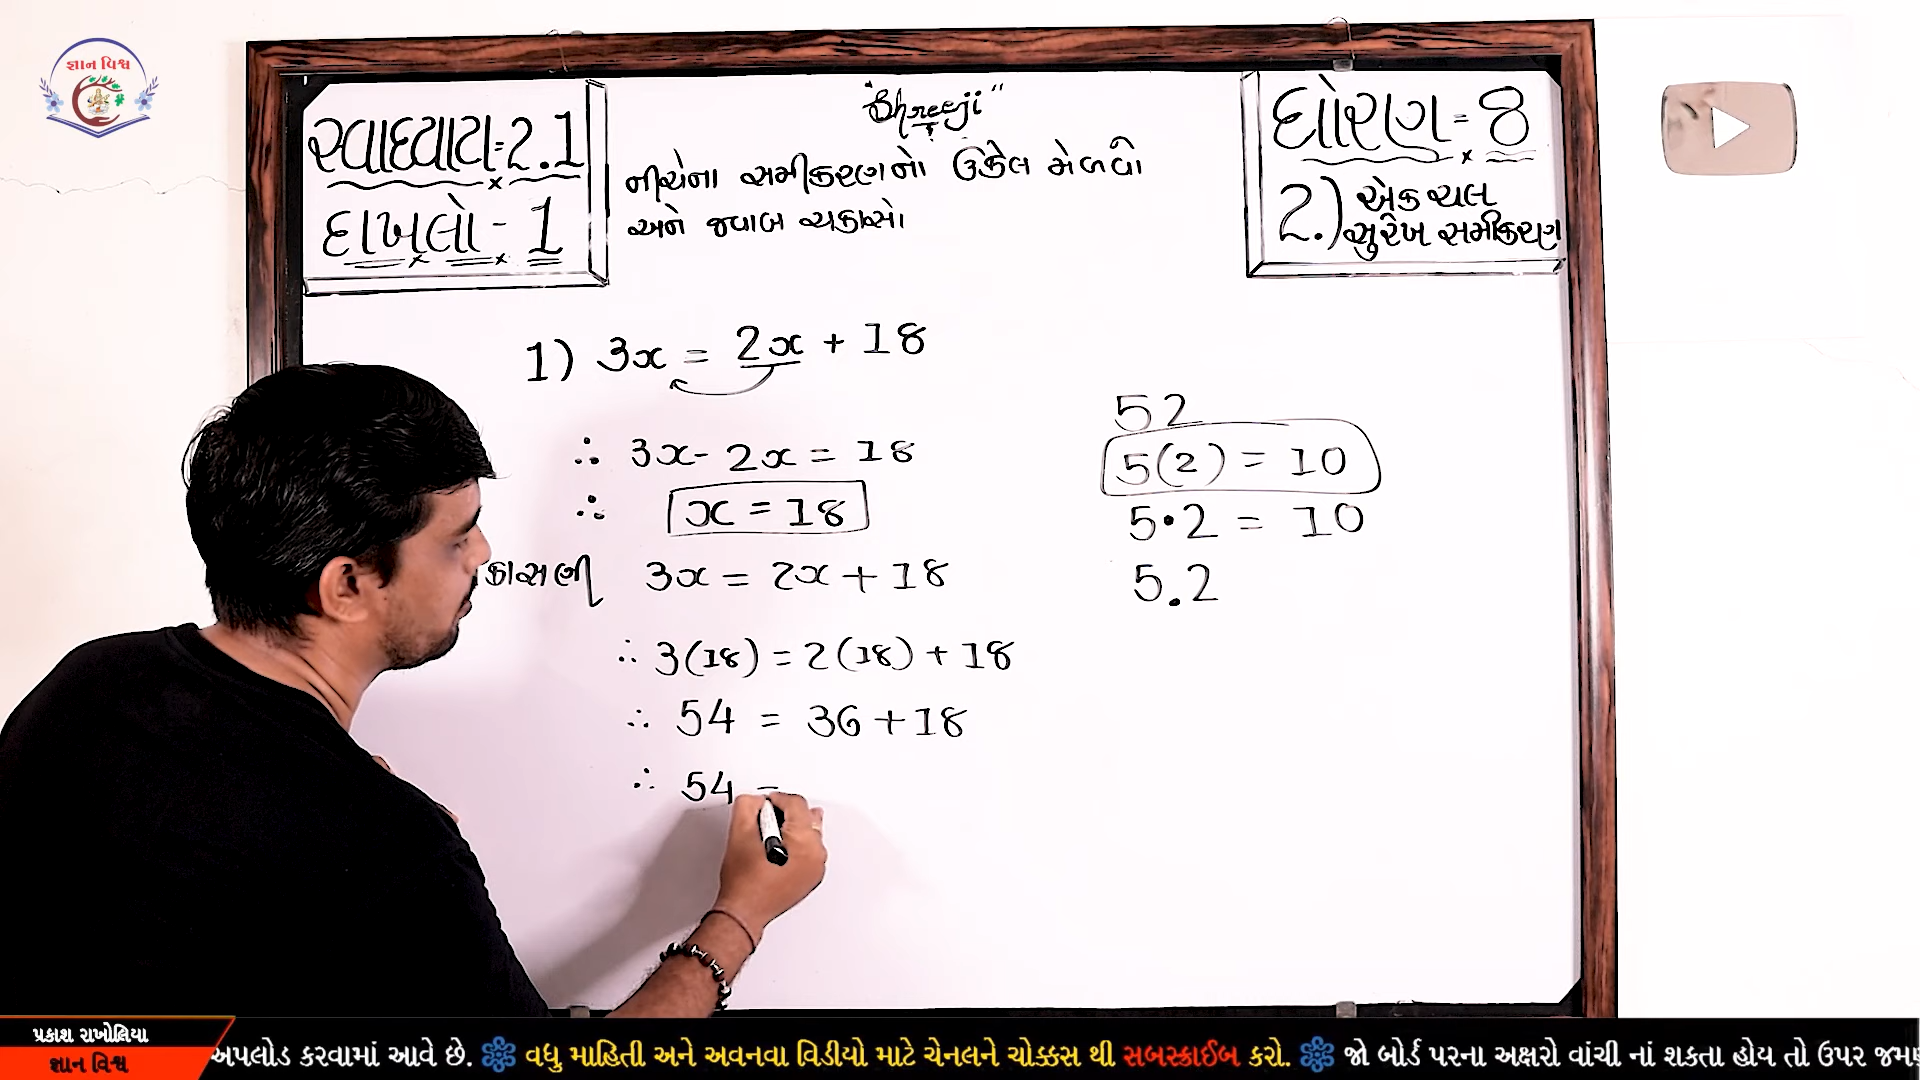 જ્ઞાન વિશ્વ
સ્વાધ્યાય=2.1
દાખલો - 1
"Shreeji"
નીચેના સમીકરણનો ઉકેલ મેળવો
અને જવાબ ચકાસો
ધોરણ = 8
2.) એક ચલ
સુરેખ સમીકરણ
1) 3x = 2x + 18
∴ 3x - 2x = 18
∴ x = 18
કાસણી 3x = 2x + 18
∴ 3(18) = 2(18) + 18
∴ 54 = 36 + 18
∴ 54 =
52
5(2) = 10
5·2 = 10
5.2
પ્રકાશ રાખોલિયા
જ્ઞાન વિશ્વ
અપલોડ કરવામાં આવે છે. વધુ માહિતી અને અવનવા વિડીયો માટે ચેનલને ચોક્કસ થી સબસ્ક્રાઈબ કરો. જો બોર્ડ પરના અક્ષરો વાંચી નાં શકતા હોય તો ઉપર